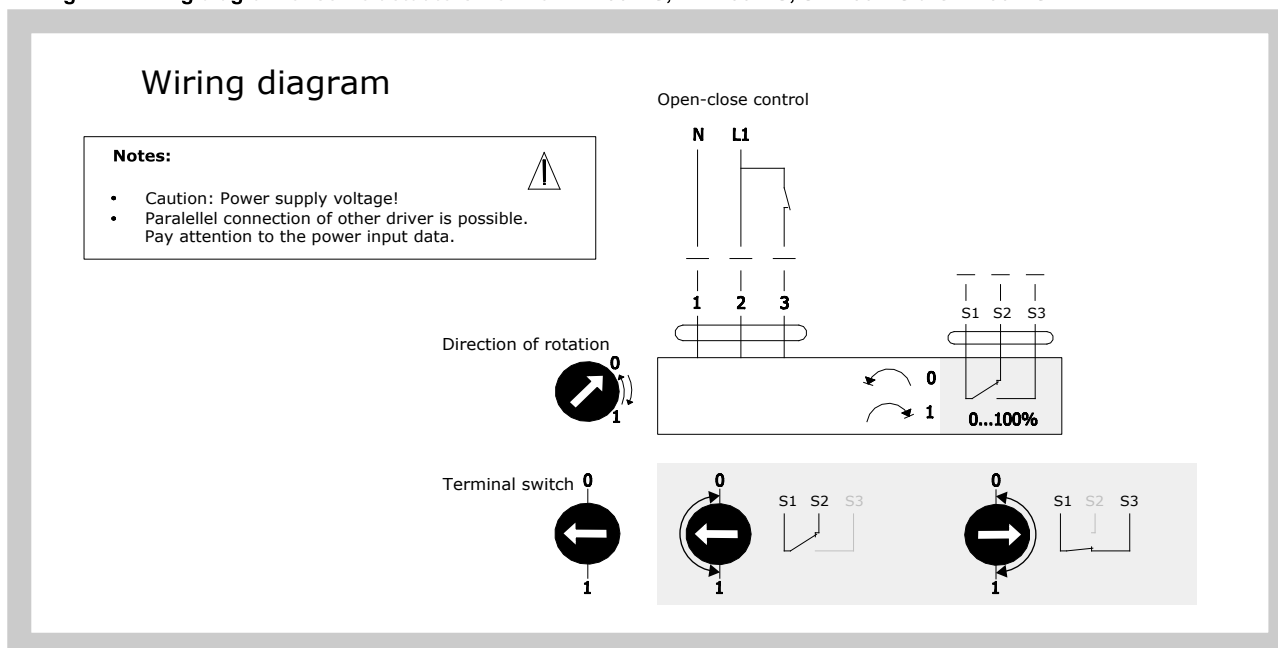 Wiring diagram
Open-close control
N L1
Notes:
• Caution: Power supply voltage!
• Paralellel connection of other driver is possible.
Pay attention to the power input data.
1 2 3
S1 S2 S3
Direction of rotation
0
1
0
1
0...100%
Terminal switch
0
1
0
1
S1 S2 S3
0
1
S1 S2 S3